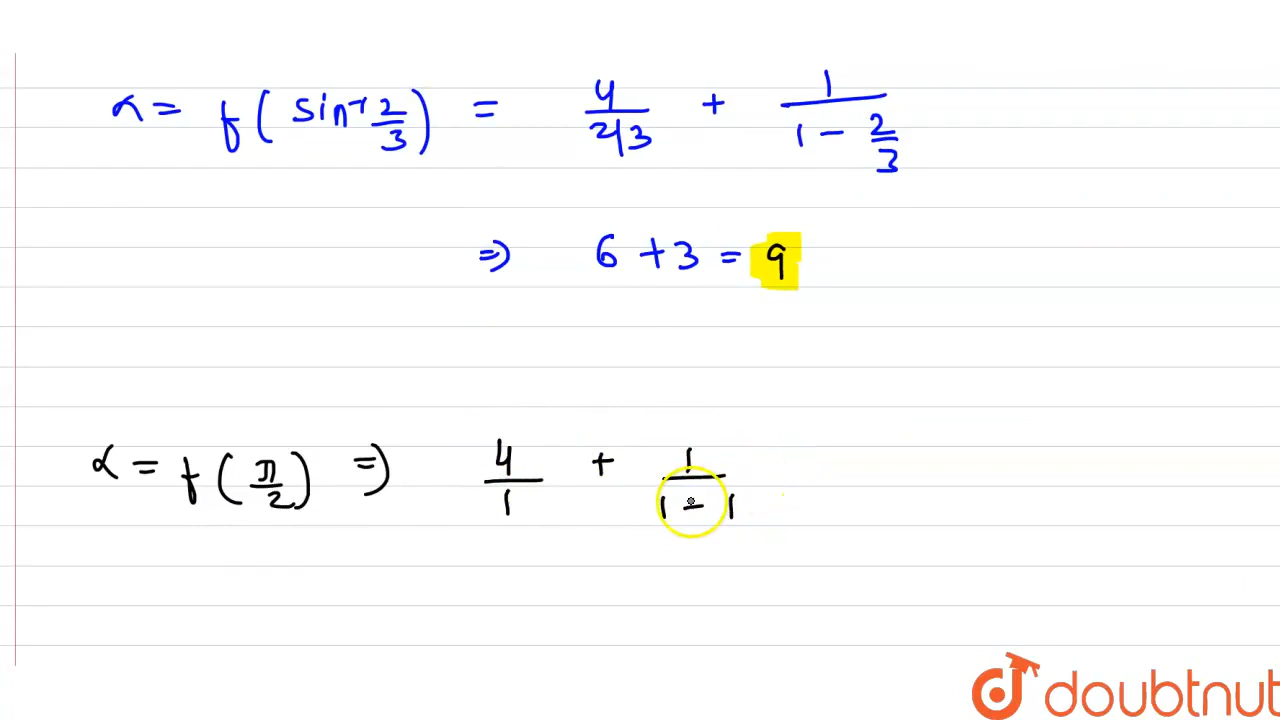 α = f(sin⁻¹ 2/3) = 4/(2/3) + 1/(1 - 2/3)
⇒ 6 + 3 = 9
α = f(π/2) ⇒ 4/1 + 1/(1 - 1)
doubtnut